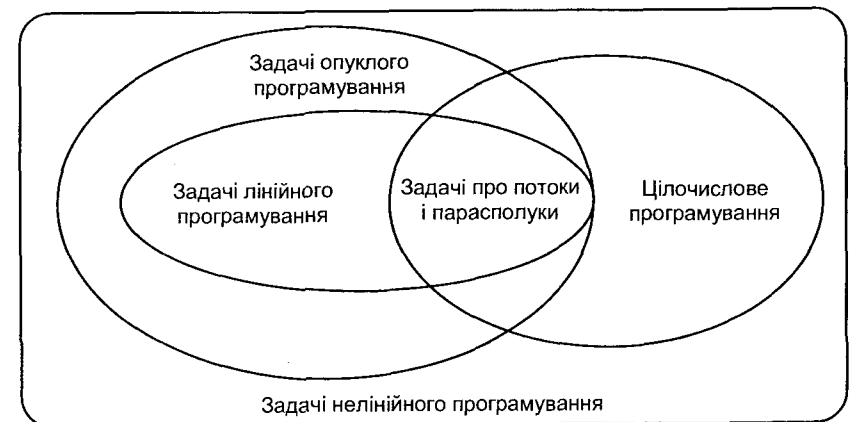 Задачі опуклого
програмування
Задачі лінійного
програмування
Задачі про потоки
і парасполуки
Цілочислове
програмування
Задачі нелінійного програмування